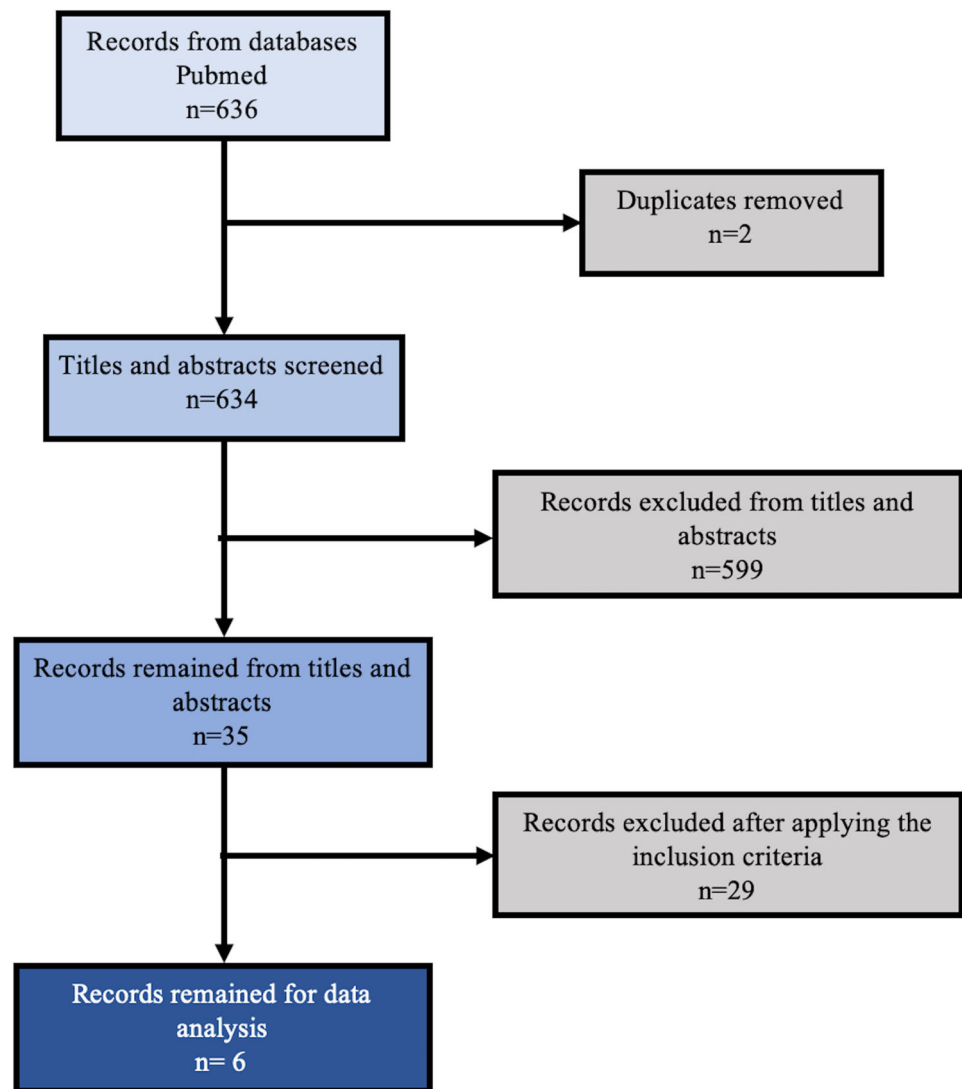 Records from databases
Pubmed
n=636
Duplicates removed
n=2
Titles and abstracts screened
n=634
Records excluded from titles and
abstracts
n=599
Records remained from titles and
abstracts
n=35
Records excluded after applying the
inclusion criteria
n=29
Records remained for data
analysis
n= 6